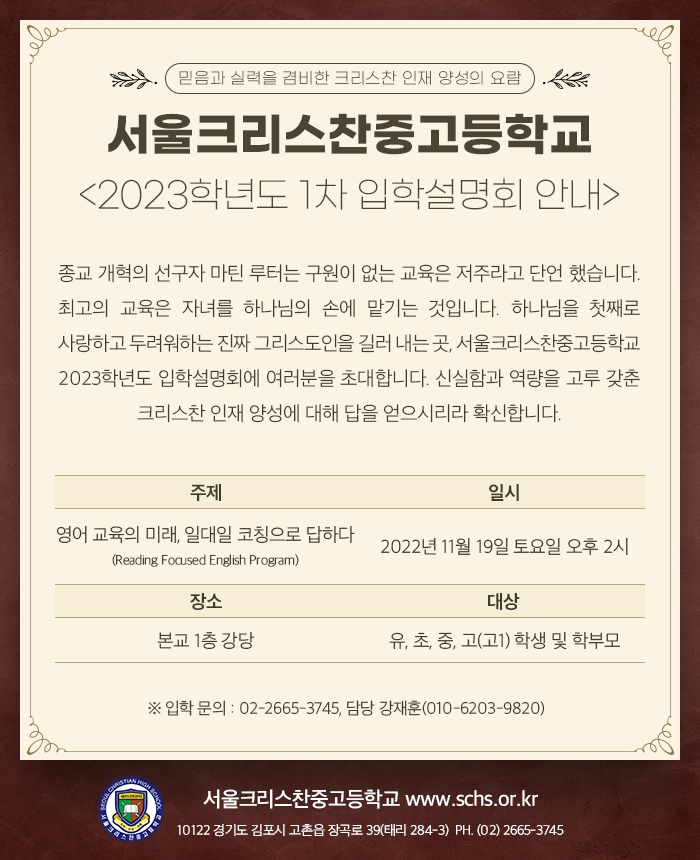 믿음과 실력을 겸비한 크리스찬 인재 양성의 요람
서울크리스찬중고등학교
<2023학년도 1차 입학설명회 안내>
종교 개혁의 선구자 마틴 루터는 구원이 없는 교육은 저주라고 단언 했습니다.
최고의 교육은 자녀를 하나님의 손에 맡기는 것입니다. 하나님을 첫째로
사랑하고 두려워하는 진짜 그리스도인을 길러 내는 곳, 서울크리스찬중고등학교
2023학년도 입학설명회에 여러분을 초대합니다. 신실함과 역량을 고루 갖춘
크리스찬 인재 양성에 대해 답을 얻으시리라 확신합니다.
주제 일시
영어 교육의 미래, 일대일 코칭으로 답하다
(Reading Focused English Program)
2022년 11월 19일 토요일 오후 2시
장소 대상
본교 1층 강당 유, 초, 중, 고(고1) 학생 및 학부모
※ 입학 문의 : 02-2665-3745, 담당 강재훈(010-6203-9820)
SEOUL CHRISTIAN HIGH SCHOOL
서울크리스찬중고등학교
서울크리스찬중고등학교 www.schs.or.kr
10122 경기도 김포시 고촌읍 장곡로 39(태리 284-3) PH. (02) 2665-3745